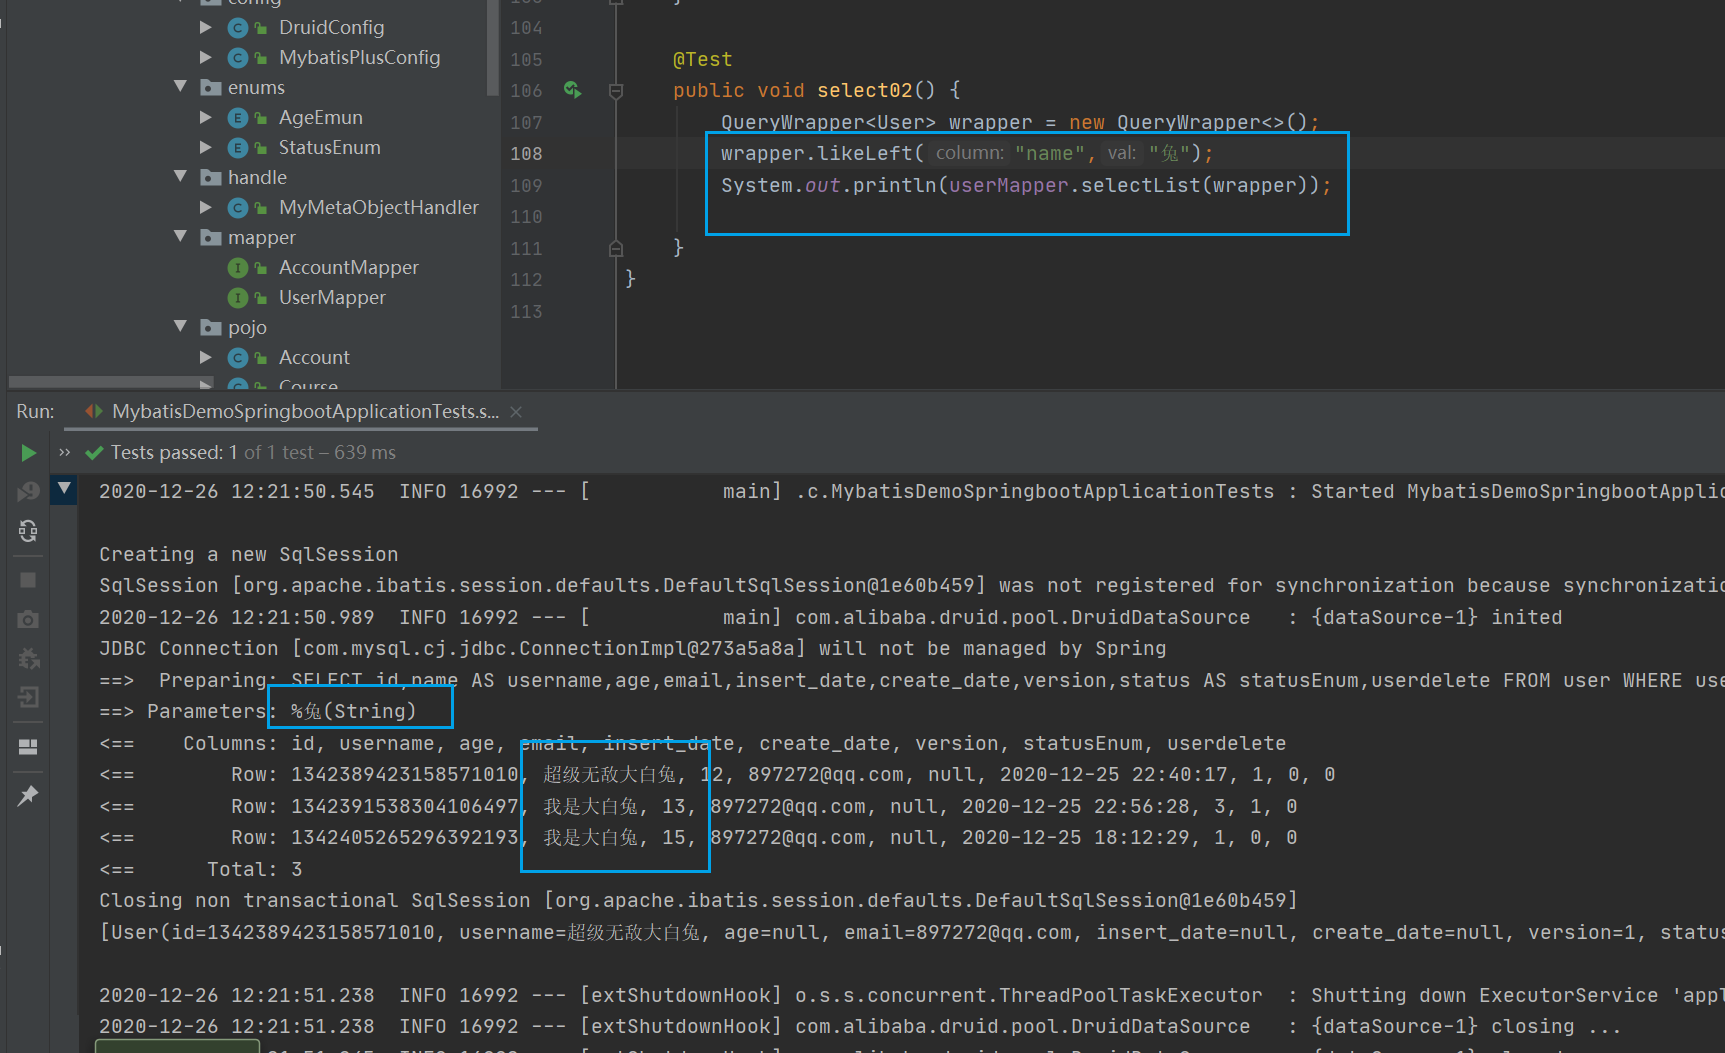 config
DruidConfig
MybatisPlusConfig
enums
AgeEmun
StatusEnum
handle
MyMetaObjectHandler
mapper
AccountMapper
UserMapper
pojo
Account
Course
104
105 @Test
106 public void select02() {
107 QueryWrapper<User> wrapper = new QueryWrapper<>();
108 wrapper.likeLeft( column: "name", val: "兔");
109 System.out.println(userMapper.selectList(wrapper));
110
111 }
112 }
113
Run: MybatisDemoSpringbootApplicationTests.s...
Tests passed: 1 of 1 test – 639 ms
2020-12-26 12:21:50.545 INFO 16992 --- [ main] .c.MybatisDemoSpringbootApplicationTests : Started MybatisDemoSpringbootApplic
Creating a new SqlSession
SqlSession [org.apache.ibatis.session.defaults.DefaultSqlSession@1e60b459] was not registered for synchronization because synchronizatio
2020-12-26 12:21:50.989 INFO 16992 --- [ main] com.alibaba.druid.pool.DruidDataSource : {dataSource-1} inited
JDBC Connection [com.mysql.cj.jdbc.ConnectionImpl@273a5a8a] will not be managed by Spring
==> Preparing: SELECT id,name AS username,age,email,insert_date,create_date,version,status AS statusEnum,userdelete FROM user WHERE use
==> Parameters: %兔(String)
<== Columns: id, username, age, email, insert_date, create_date, version, statusEnum, userdelete
<== Row: 1342389423158571010, 超级无敌大白兔, 12, 897272@qq.com, null, 2020-12-25 22:40:17, 1, 0, 0
<== Row: 1342391538304106497, 我是大白兔, 13, 897272@qq.com, null, 2020-12-25 22:56:28, 3, 1, 0
<== Row: 1342405265296392193, 我是大白兔, 15, 897272@qq.com, null, 2020-12-25 18:12:29, 1, 0, 0
<== Total: 3
Closing non transactional SqlSession [org.apache.ibatis.session.defaults.DefaultSqlSession@1e60b459]
[User(id=1342389423158571010, username=超级无敌大白兔, age=null, email=897272@qq.com, insert_date=null, create_date=null, version=1, status
2020-12-26 12:21:51.238 INFO 16992 --- [extShutdownHook] o.s.s.concurrent.ThreadPoolTaskExecutor : Shutting down ExecutorService 'appl
2020-12-26 12:21:51.238 INFO 16992 --- [extShutdownHook] com.alibaba.druid.pool.DruidDataSource : {dataSource-1} closing ...